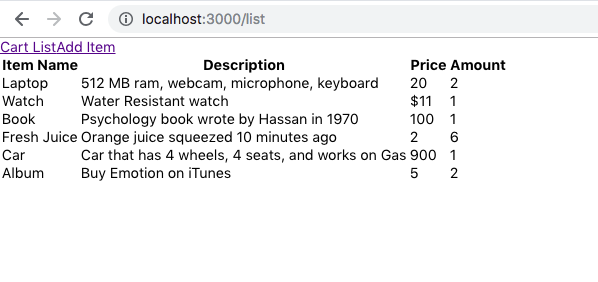 localhost:3000/list
Cart ListAdd Item
Item Name Description Price Amount
Laptop 512 MB ram, webcam, microphone, keyboard 20 2
Watch Water Resistant watch $11 1
Book Psychology book wrote by Hassan in 1970 100 1
Fresh Juice Orange juice squeezed 10 minutes ago 2 6
Car Car that has 4 wheels, 4 seats, and works on Gas 900 1
Album Buy Emotion on iTunes 5 2